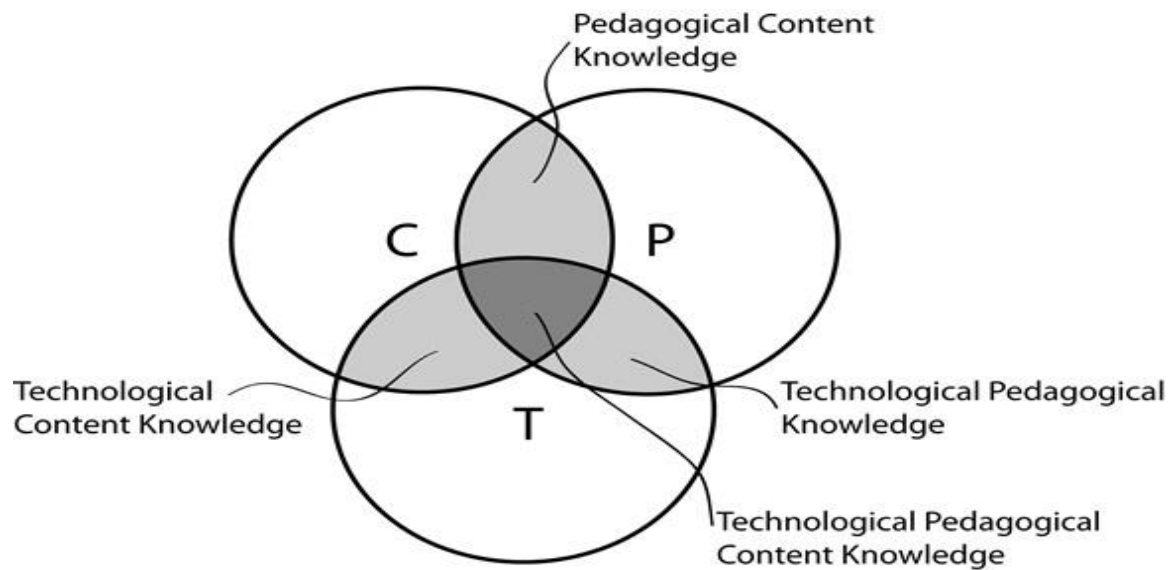 Pedagogical Content
Knowledge
C
P
Technological
Content Knowledge
T
Technological Pedagogical
Knowledge
Technological Pedagogical
Content Knowledge